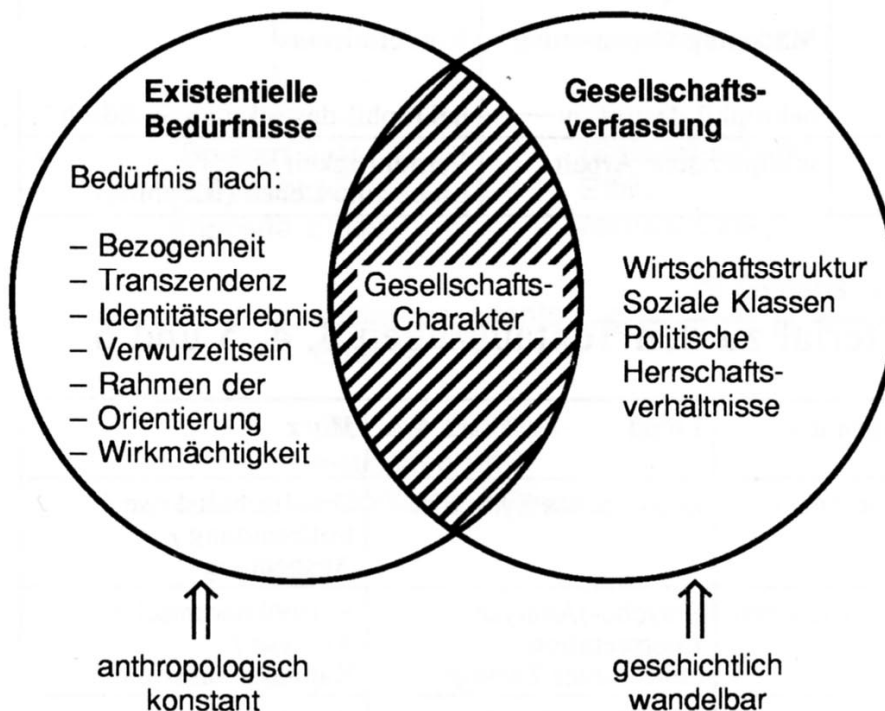 Existentielle
Bedürfnisse
Bedürfnis nach:
– Bezogenheit
– Transzendenz
– Identitätserlebnis
– Verwurzeltsein
– Rahmen der
– Orientierung
– Wirkmächtigkeit
Gesellschafts-
Charakter
Gesellschafts-
verfassung
Wirtschaftsstruktur
Soziale Klassen
Politische
Herrschafts-
verhältnisse
anthropologisch
konstant
geschichtlich
wandelbar